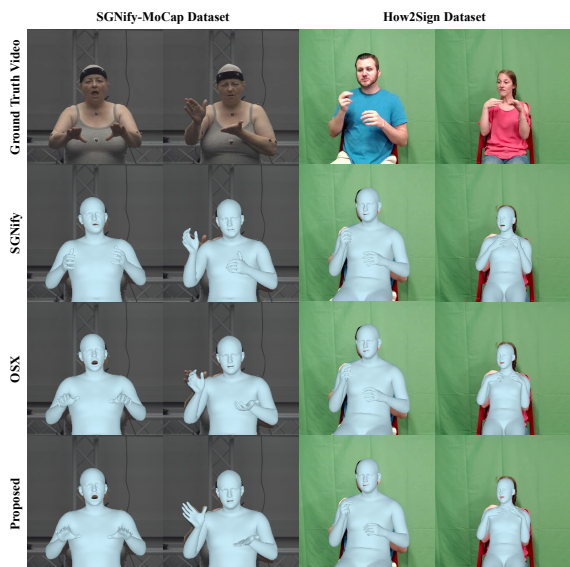 SGNify-MoCap Dataset
How2Sign Dataset
Ground Truth Video
SGNify
OSX
Proposed